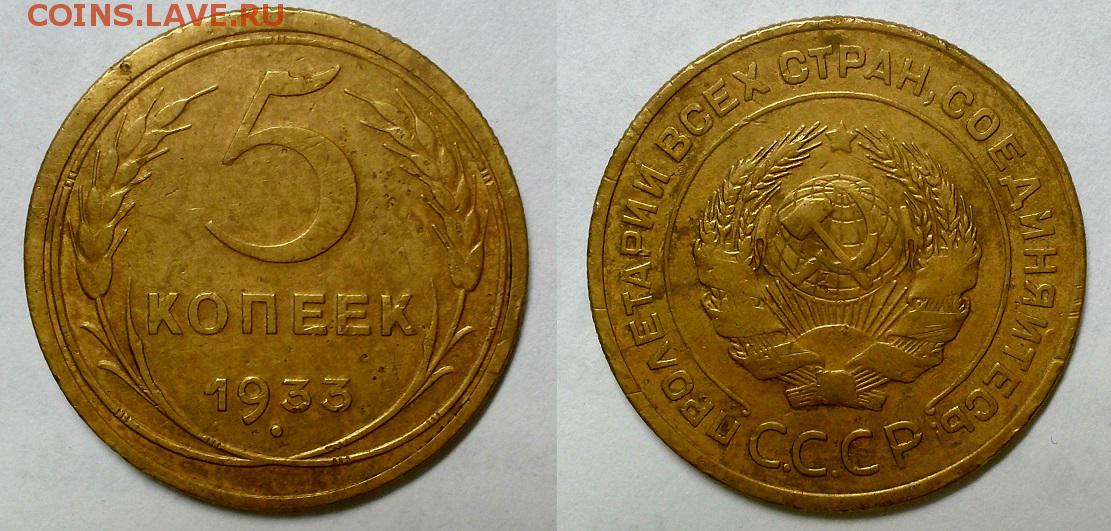 COINS.LAVE.RU
5
КОПЕЕК
1933
ПРОЛЕТАРИИ ВСЕХ СТРАН, СОЕДИНЯЙТЕСЬ!
С.С.С.Р.